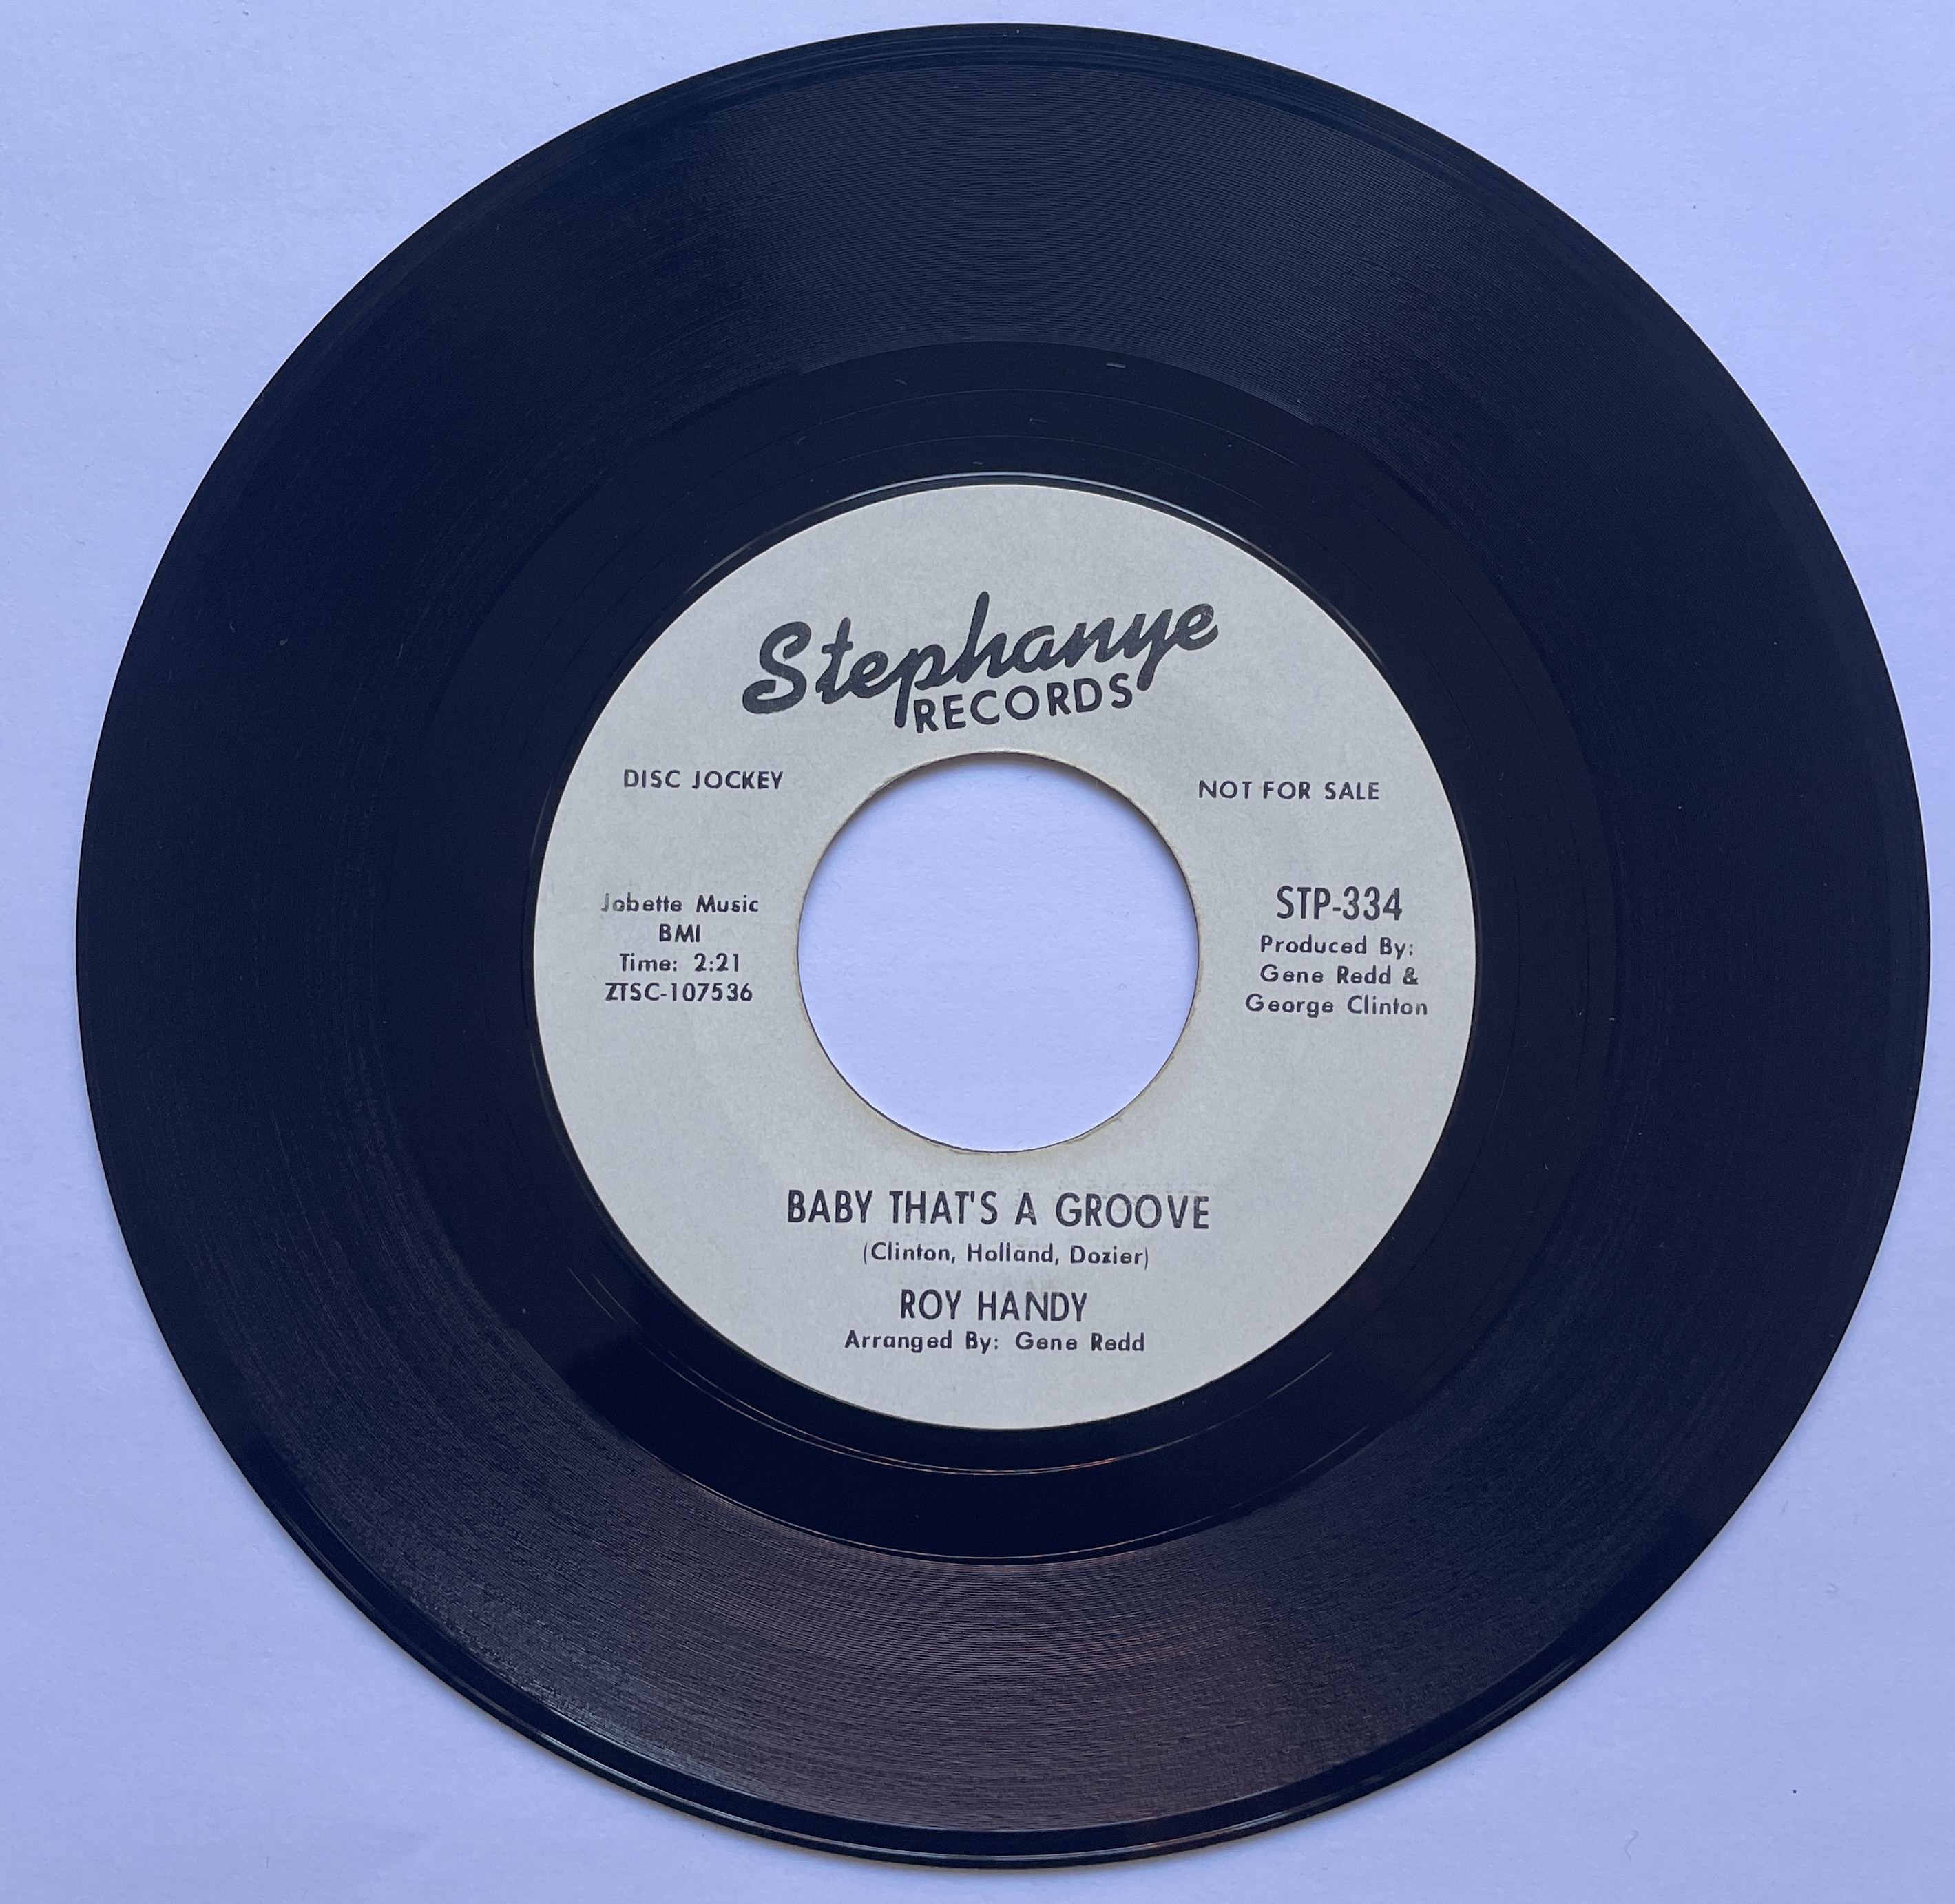 Stephanye
RECORDS
DISC JOCKEY
NOT FOR SALE
Jobette Music
BMI
Time: 2:21
ZTSC-107536
STP-334
Produced By:
Gene Redd &
George Clinton
BABY THAT'S A GROOVE
(Clinton, Holland, Dozier)
ROY HANDY
Arranged By: Gene Redd